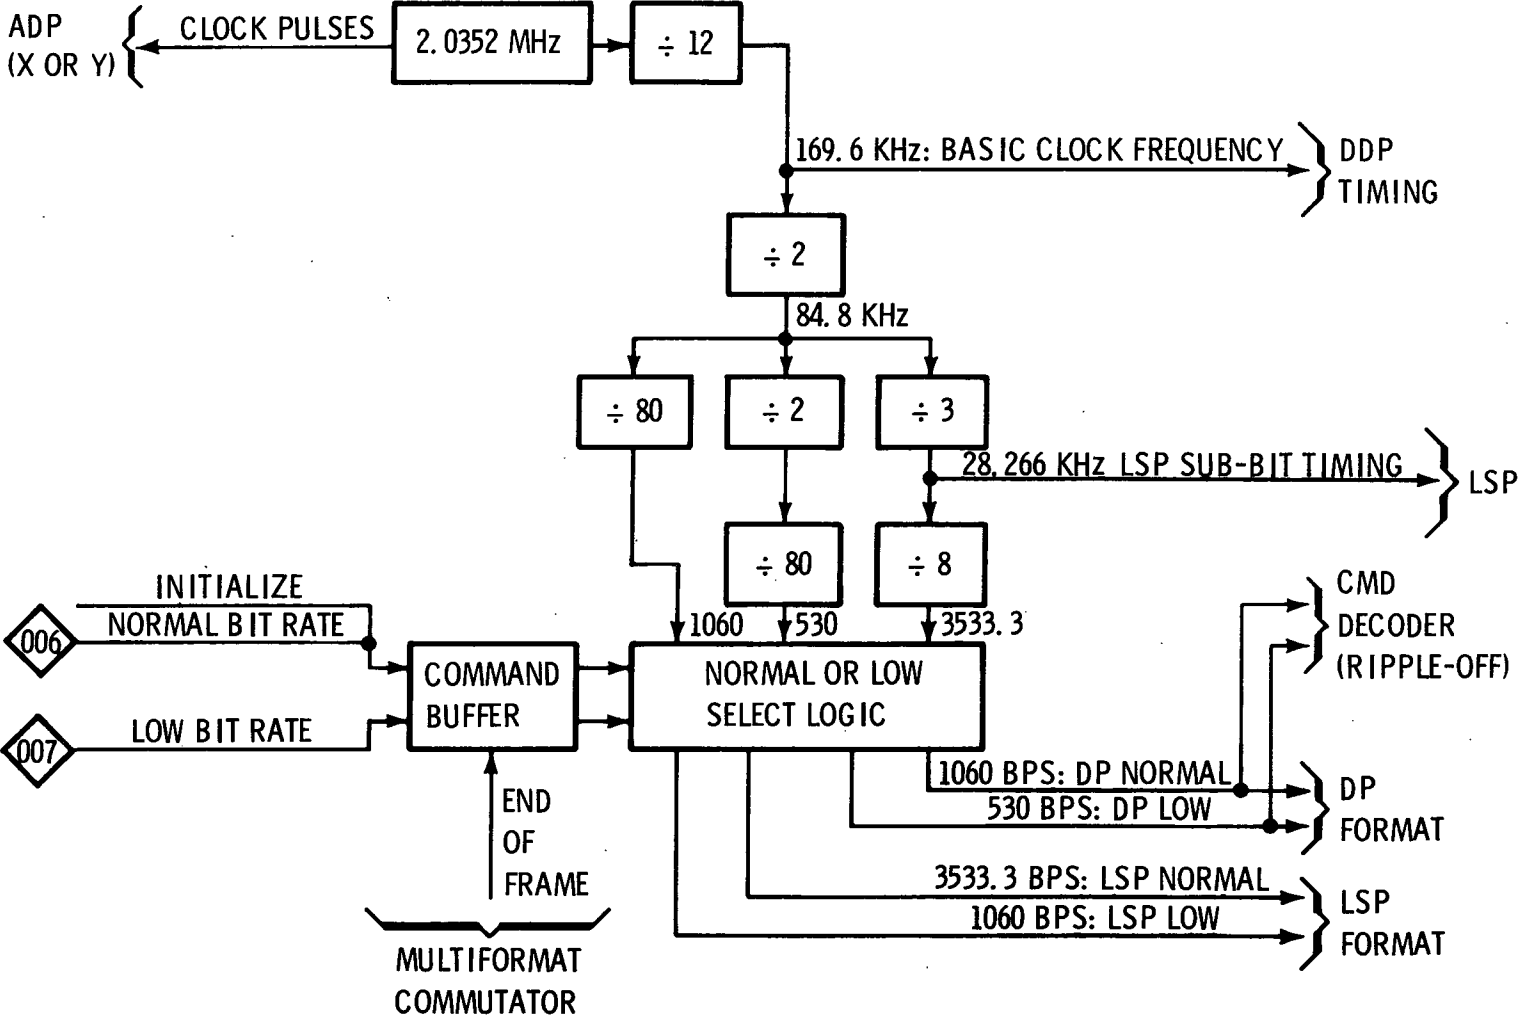 ADP
(X OR Y)
CLOCK PULSES
2.0352 MHz
÷ 12
169.6 KHz: BASIC CLOCK FREQUENCY
DDP
TIMING
÷ 2
84.8 KHz
÷ 80
÷ 2
÷ 3
28.266 KHz LSP SUB-BIT TIMING
LSP
÷ 80
÷ 8
INITIALIZE
NORMAL BIT RATE
006
1060
530
3533.3
CMD
DECODER
(RIPPLE-OFF)
COMMAND
BUFFER
NORMAL OR LOW
SELECT LOGIC
LOW BIT RATE
007
1060 BPS: DP NORMAL
530 BPS: DP LOW
DP
FORMAT
END
OF
FRAME
3533.3 BPS: LSP NORMAL
1060 BPS: LSP LOW
LSP
FORMAT
MULTIFORMAT
COMMUTATOR